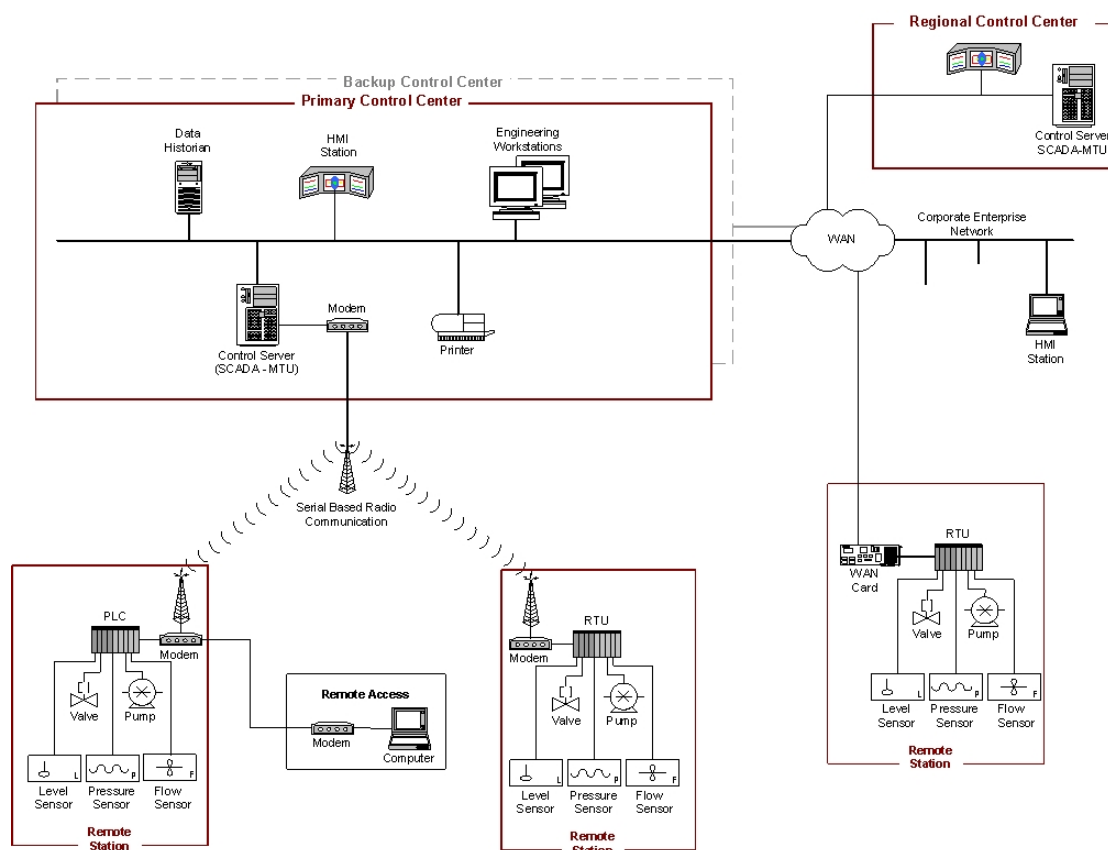 Regional Control Center
Control Server
SCADA-MTU)
Backup Control Center
Primary Control Center
Data
Historian
HMI
Station
Engineering
Workstations
Control Server
(SCADA - MTU)
Modem
Printer
WAN
Corporate Enterprise
Network
HMI
Station
Serial Based Radio
Communication
PLC
Modem
Valve
Pump
L
P
F
Level
Sensor
Pressure
Sensor
Flow
Sensor
Remote
Station
Remote Access
Modem
Computer
RTU
Modem
Valve
Pump
L
P
F
Level
Sensor
Pressure
Sensor
Flow
Sensor
Remote
Station
RTU
WAN
Card
Valve
Pump
L
P
F
Level
Sensor
Pressure
Sensor
Flow
Sensor
Remote
Station